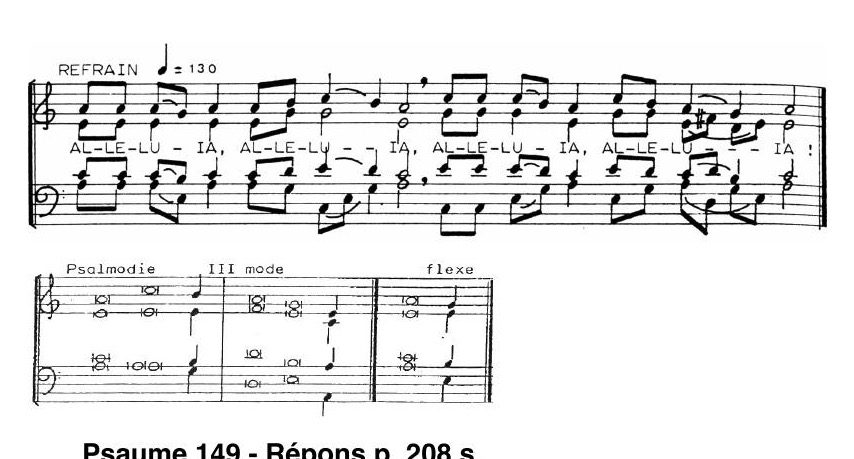 REFRAIN ♩ = 130
AL-LE-LU - IA, AL-LE-LU - - IA, AL-LE-LU - IA, AL-LE-LU - - - IA !
Psalmodie III mode flexe
Psaume 149 - Répons p. 208 s